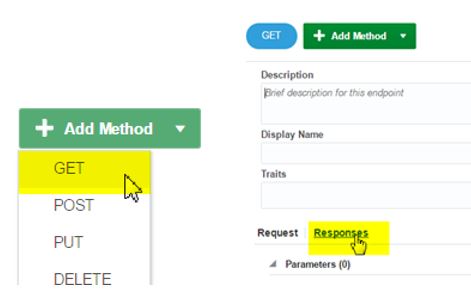 Add Method
GET
POST
PUT
DELETE
GET
Add Method
Description
Brief description for this endpoint
Display Name
Traits
Request
Responses
Parameters (0)